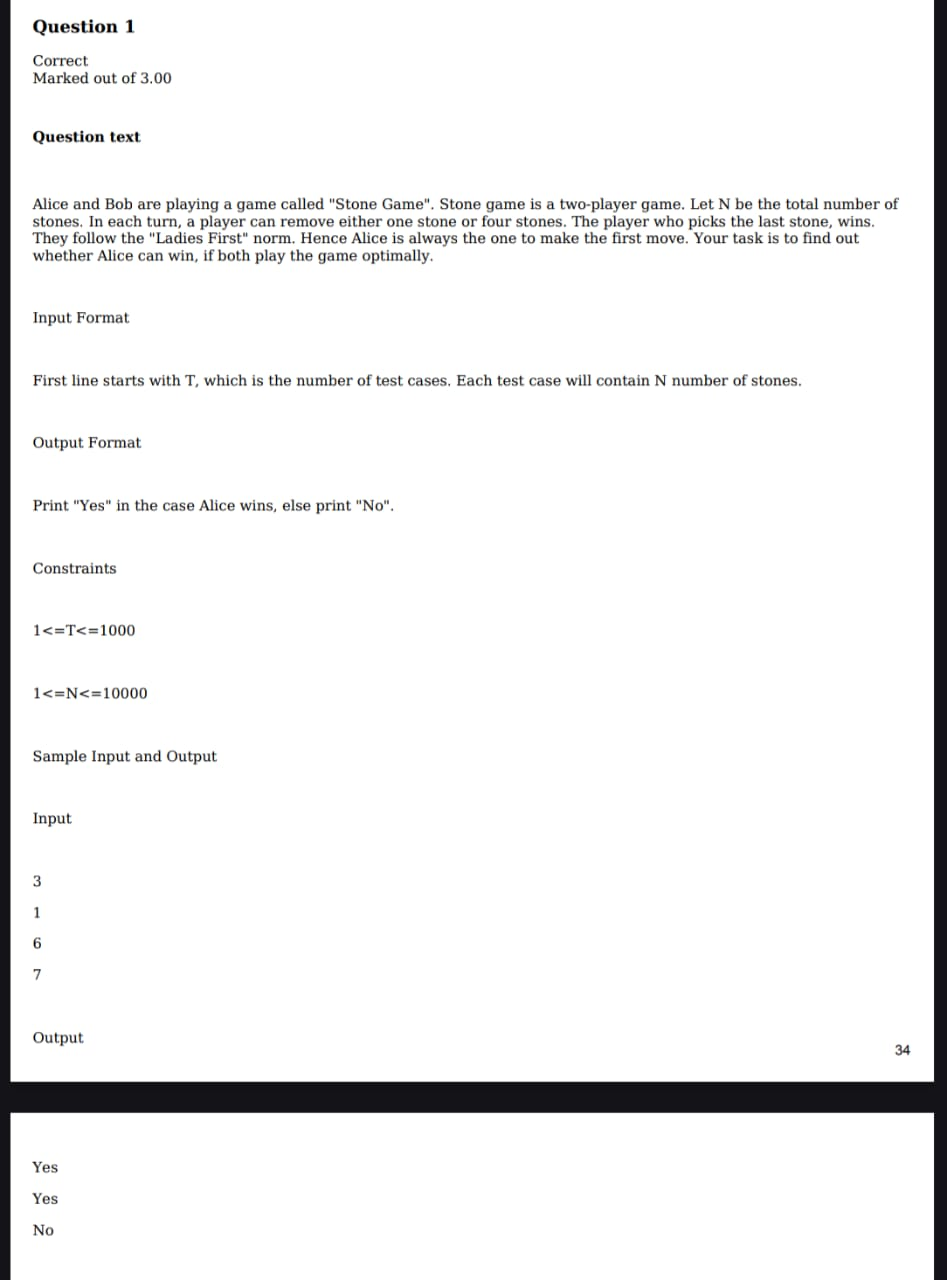 Question 1
Correct
Marked out of 3.00
Question text
Alice and Bob are playing a game called "Stone Game". Stone game is a two-player game. Let N be the total number of
stones. In each turn, a player can remove either one stone or four stones. The player who picks the last stone, wins.
They follow the "Ladies First" norm. Hence Alice is always the one to make the first move. Your task is to find out
whether Alice can win, if both play the game optimally.
Input Format
First line starts with T, which is the number of test cases. Each test case will contain N number of stones.
Output Format
Print "Yes" in the case Alice wins, else print "No".
Constraints
1<=T<=1000
1<=N<=10000
Sample Input and Output
Input
3
1
6
7
Output
34
Yes
Yes
No